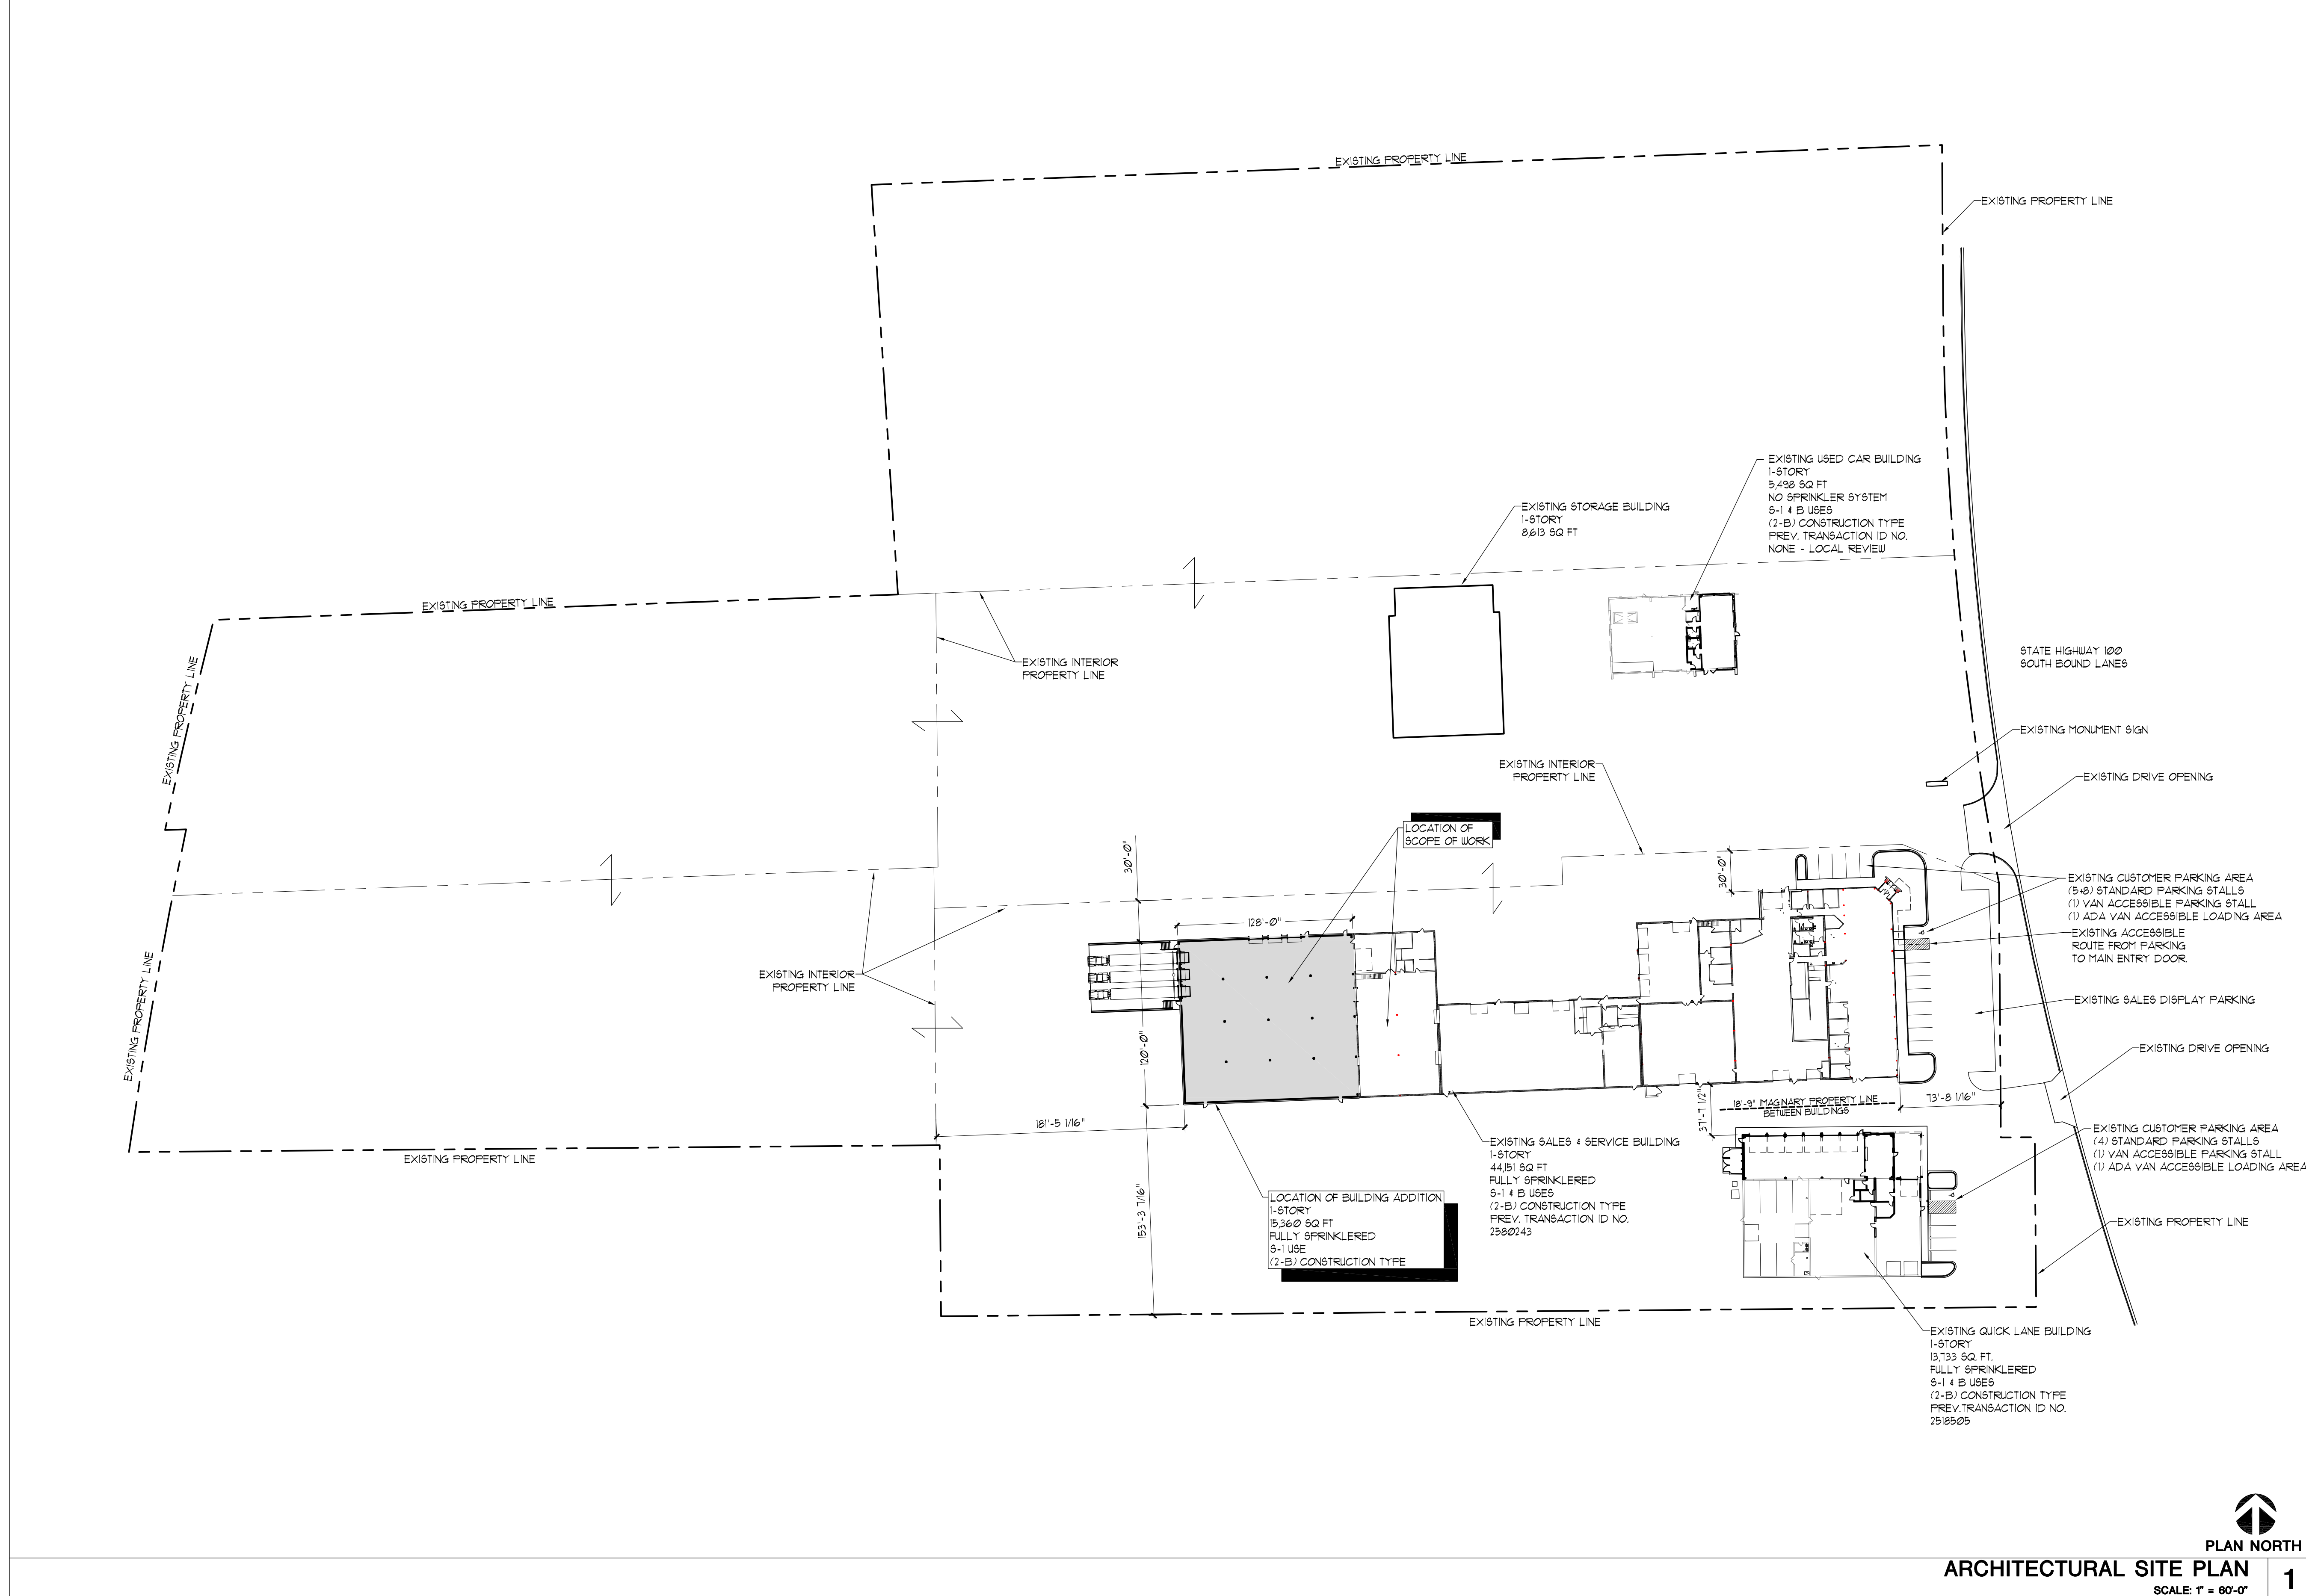 EXISTING PROPERTY LINE
EXISTING PROPERTY LINE
EXISTING USED CAR BUILDING
1-STORY
5,498 SQ FT
NO SPRINKLER SYSTEM
S-1 & B USES
(2-B) CONSTRUCTION TYPE
PREV. TRANSACTION ID NO.
NONE - LOCAL REVIEW
EXISTING STORAGE BUILDING
1-STORY
8,613 SQ FT
EXISTING PROPERTY LINE
EXISTING PROPERTY LINE
EXISTING INTERIOR
PROPERTY LINE
STATE HIGHWAY 100
SOUTH BOUND LANES
EXISTING MONUMENT SIGN
EXISTING INTERIOR
PROPERTY LINE
EXISTING DRIVE OPENING
LOCATION OF
SCOPE OF WORK
30'-0"
30'-0"
EXISTING CUSTOMER PARKING AREA
(5+8) STANDARD PARKING STALLS
(1) VAN ACCESSIBLE PARKING STALL
(1) ADA VAN ACCESSIBLE LOADING AREA
EXISTING ACCESSIBLE
ROUTE FROM PARKING
TO MAIN ENTRY DOOR.
128'-0"
EXISTING INTERIOR
PROPERTY LINE
EXISTING SALES DISPLAY PARKING
EXISTING PROPERTY LINE
120'-0"
EXISTING DRIVE OPENING
181'-5 1/16"
37'-7 1/2"
18'-9" IMAGINARY PROPERTY LINE
BETWEEN BUILDINGS
73'-8 1/16"
EXISTING CUSTOMER PARKING AREA
(4) STANDARD PARKING STALLS
(1) VAN ACCESSIBLE PARKING STALL
(1) ADA VAN ACCESSIBLE LOADING AREA
EXISTING PROPERTY LINE
EXISTING SALES & SERVICE BUILDING
1-STORY
44,151 SQ FT
FULLY SPRINKLERED
S-1 & B USES
(2-B) CONSTRUCTION TYPE
PREV. TRANSACTION ID NO.
2580243
153'-3 7/16"
LOCATION OF BUILDING ADDITION
1-STORY
15,360 SQ FT
FULLY SPRINKLERED
S-1 USE
(2-B) CONSTRUCTION TYPE
EXISTING PROPERTY LINE
EXISTING PROPERTY LINE
EXISTING QUICK LANE BUILDING
1-STORY
13,733 SQ. FT.
FULLY SPRINKLERED
S-1 & B USES
(2-B) CONSTRUCTION TYPE
PREV.TRANSACTION ID NO.
2518505
PLAN NORTH
ARCHITECTURAL SITE PLAN
SCALE: 1" = 60'-0"
1